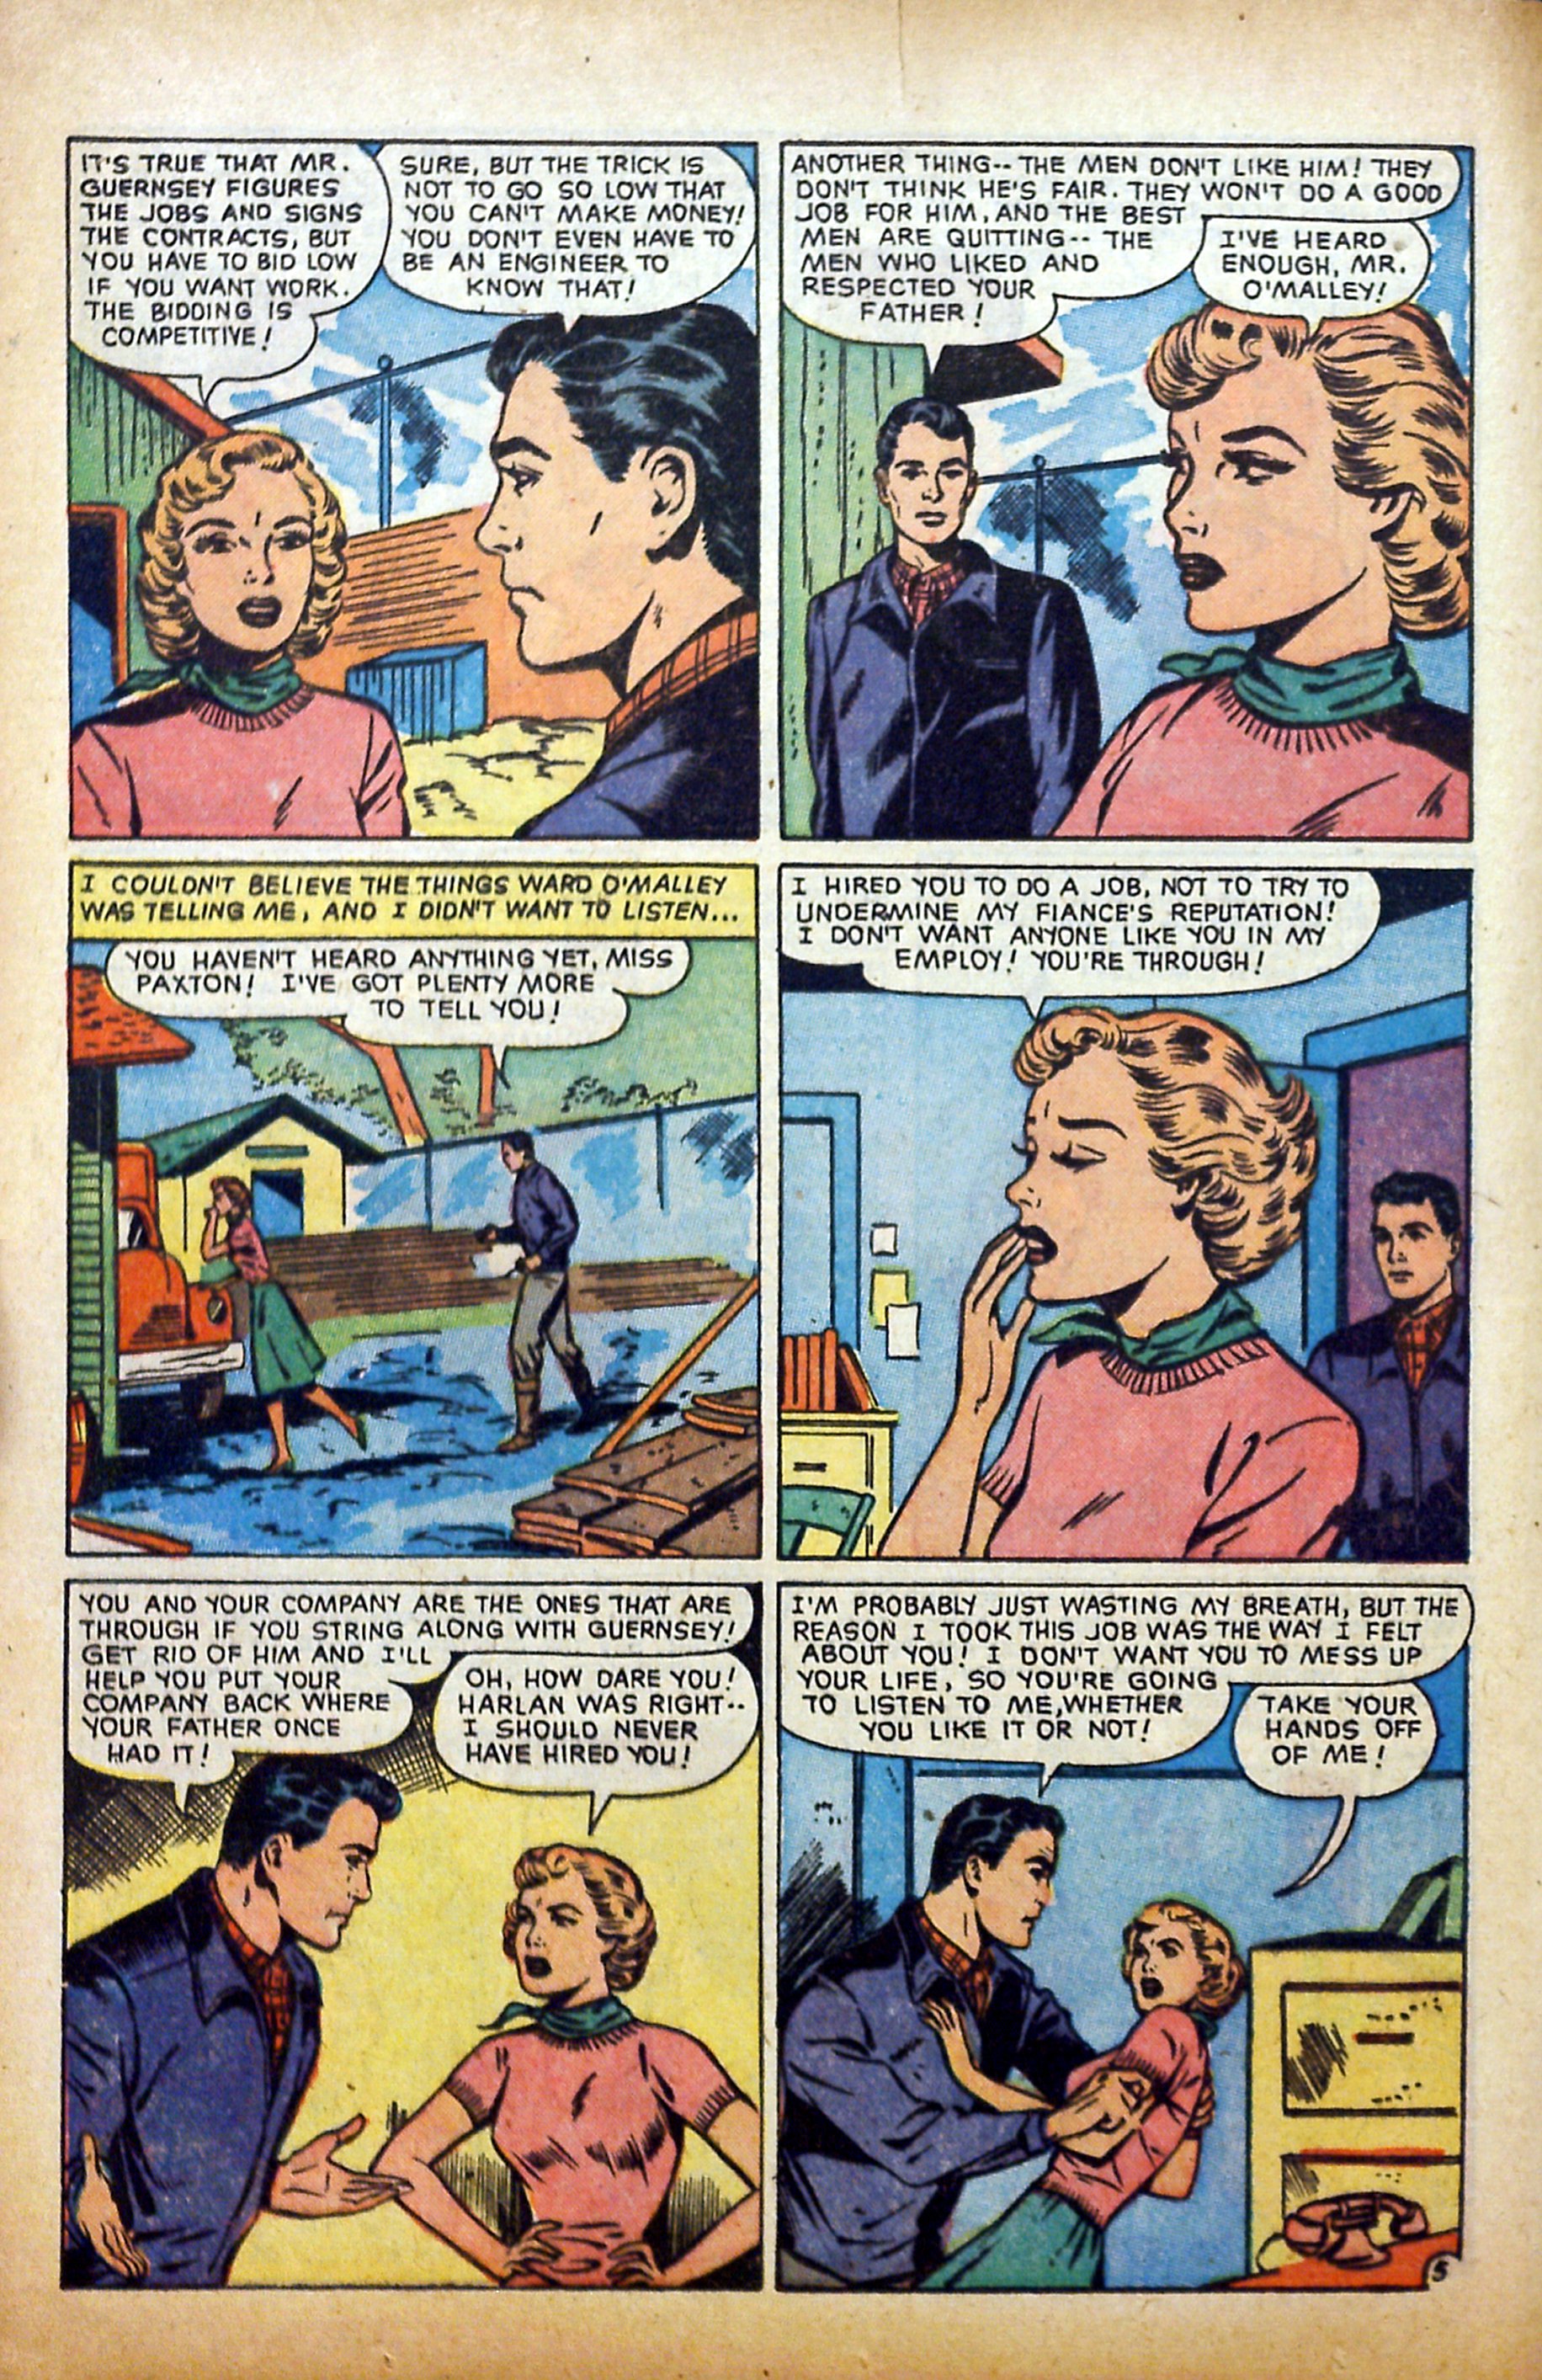 IT'S TRUE THAT MR.
GUERNSEY FIGURES
THE JOBS AND SIGNS
THE CONTRACTS, BUT
YOU HAVE TO BID LOW
IF YOU WANT WORK.
THE BIDDING IS
COMPETITIVE!
SURE, BUT THE TRICK IS
NOT TO GO SO LOW THAT
YOU CAN'T MAKE MONEY!
YOU DON'T EVEN HAVE TO
BE AN ENGINEER TO
KNOW THAT!
ANOTHER THING-- THE MEN DON'T LIKE HIM! THEY
DON'T THINK HE'S FAIR. THEY WON'T DO A GOOD
JOB FOR HIM, AND THE BEST
MEN ARE QUITTING-- THE
MEN WHO LIKED AND
RESPECTED YOUR
FATHER!
I'VE HEARD
ENOUGH, MR.
O'MALLEY!
I COULDN'T BELIEVE THE THINGS WARD O'MALLEY
WAS TELLING ME, AND I DIDN'T WANT TO LISTEN...
YOU HAVEN'T HEARD ANYTHING YET, MISS
PAXTON! I'VE GOT PLENTY MORE
TO TELL YOU!
I HIRED YOU TO DO A JOB, NOT TO TRY TO
UNDERMINE MY FIANCE'S REPUTATION!
I DON'T WANT ANYONE LIKE YOU IN MY
EMPLOY! YOU'RE THROUGH!
YOU AND YOUR COMPANY ARE THE ONES THAT ARE
THROUGH IF YOU STRING ALONG WITH GUERNSEY!
GET RID OF HIM AND I'LL
HELP YOU PUT YOUR
COMPANY BACK WHERE
YOUR FATHER ONCE
HAD IT!
OH, HOW DARE YOU!
HARLAN WAS RIGHT--
I SHOULD NEVER
HAVE HIRED YOU!
I'M PROBABLY JUST WASTING MY BREATH, BUT THE
REASON I TOOK THIS JOB WAS THE WAY I FELT
ABOUT YOU! I DON'T WANT YOU TO MESS UP
YOUR LIFE, SO YOU'RE GOING
TO LISTEN TO ME, WHETHER
YOU LIKE IT OR NOT!
TAKE YOUR
HANDS OFF
OF ME!
5